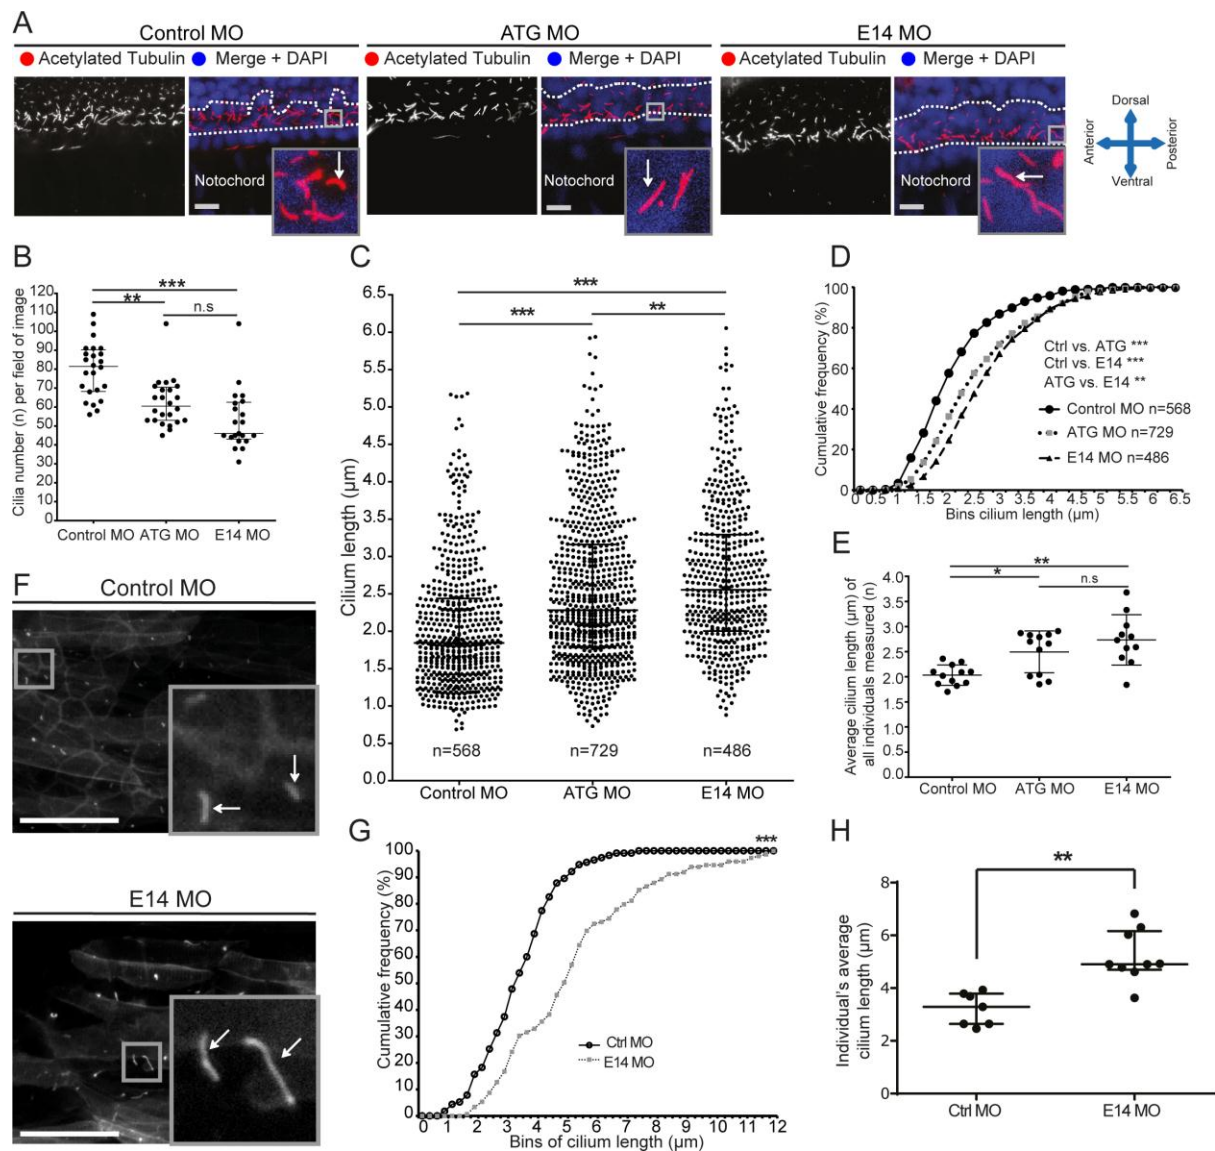 A
Control MO
ATG MO
E14 MO
Acetylated Tubulin
Merge + DAPI
Acetylated Tubulin
Merge + DAPI
Acetylated Tubulin
Merge + DAPI
Notochord
Notochord
Notochord
Dorsal
Anterior
Posterior
Ventral
B
***
**
n.s
Cilia number (n) per field of image
120
110
100
90
80
70
60
50
40
30
20
10
0
Control MO ATG MO E14 MO
C
***
***
**
Cilium length (µm)
6.5
6.0
5.5
5.0
4.5
4.0
3.5
3.0
2.5
2.0
1.5
1.0
0.5
0.0
n=568
n=729
n=486
Control MO
ATG MO
E14 MO
D
Cumulative frequency (%)
100
80
60
40
20
0
Ctrl vs. ATG ***
Ctrl vs. E14 ***
ATG vs. E14 **
Control MO n=568
ATG MO n=729
E14 MO n=486
0 0.5 1.0 1.5 2 2.5 3 3.5 4 4.5 5 5.5 6 6.5
Bins cilium length (µm)
E
**
*
n.s
Average cilium length (µm) of
all individuals measured (n)
4.0
3.5
3.0
2.5
2.0
1.5
1.0
0.5
0.0
Control MO
ATG MO
E14 MO
F
Control MO
E14 MO
G
***
Cumulative frequency (%)
100
90
80
70
60
50
40
30
20
10
0
Ctrl MO
E14 MO
0 1 2 3 4 5 6 7 8 9 10 11 12
Bins of cilium length (µm)
H
**
Individual's average
cilium length (µm)
8
6
4
2
0
Ctrl MO
E14 MO